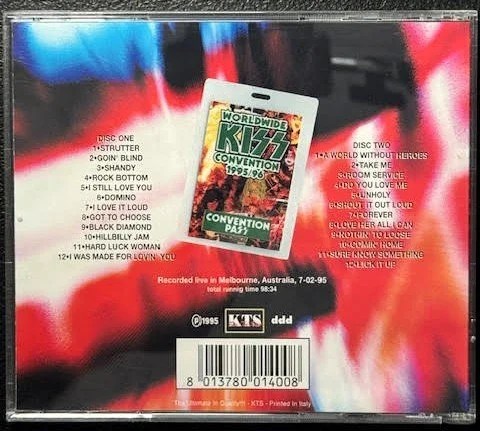 WORLDWIDE
KISS
CONVENTION
1995/96
CONVENTION
PASS
DISC ONE
1•STRUTTER
2•GOIN' BLIND
3•SHANDY
4•ROCK BOTTOM
5•I STILL LOVE YOU
6•DOMINO
7•I LOVE IT LOUD
8•GOT TO CHOOSE
9•BLACK DIAMOND
10•HILLBILLY JAM
11•HARD LUCK WOMAN
12•I WAS MADE FOR LOVIN' YOU
DISC TWO
1•A WORLD WITHOUT HEROES
2•TAKE ME
3•ROOM SERVICE
4•DO YOU LOVE ME
5•UNHOLY
6•SHOUT IT OUT LOUD
7•FOREVER
8•LOVE HER ALL I CAN
9•NOTHIN' TO LOOSE
10•COMIN' HOME
11•SURE KNOW SOMETHING
12•LICK IT UP
Recorded live in Melbourne, Australia, 7-02-95
total runnig time 98:34
℗1995 KTS ddd
8 013780 014008
The Ultimate In Quality!!! - KTS - Printed In Italy